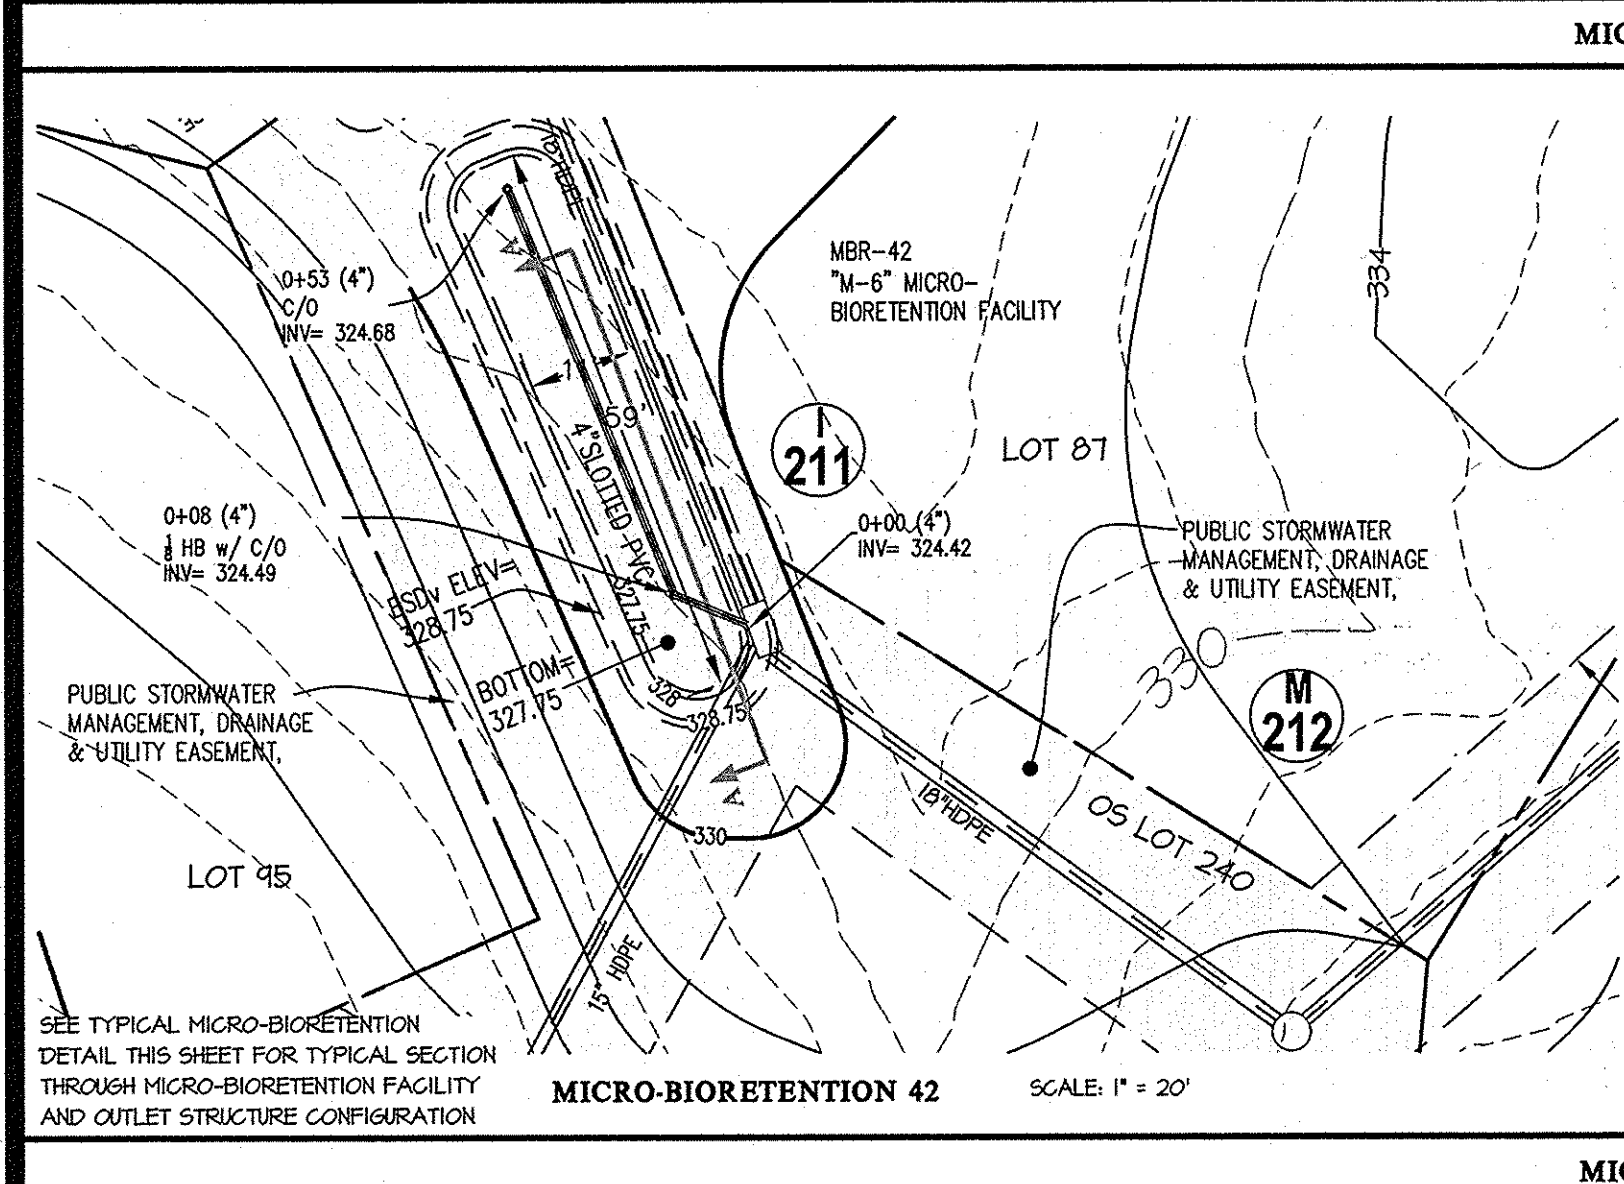 MIC
18"HDPE
0+53 (4")
C/O
INV= 324.68
MBR-42
"M-6" MICRO-
BIORETENTION FACILITY
334
A
59'
4"SLOTTED PVC
I
211
LOT 87
0+08 (4")
⅛ HB w/ C/O
INV= 324.49
0+00 (4")
INV= 324.42
PUBLIC STORMWATER
MANAGEMENT, DRAINAGE
& UTILITY EASEMENT,
ESDv ELEV=
328.75
327.75
BOTTOM=
327.75
328
328.75
330
M
212
PUBLIC STORMWATER
MANAGEMENT, DRAINAGE
& UTILITY EASEMENT,
A
18"HDPE
OS LOT 240
330
LOT 95
15" HDPE
SEE TYPICAL MICRO-BIORETENTION
DETAIL THIS SHEET FOR TYPICAL SECTION
THROUGH MICRO-BIORETENTION FACILITY
AND OUTLET STRUCTURE CONFIGURATION
MICRO-BIORETENTION 42
SCALE: 1" = 20'
MIC